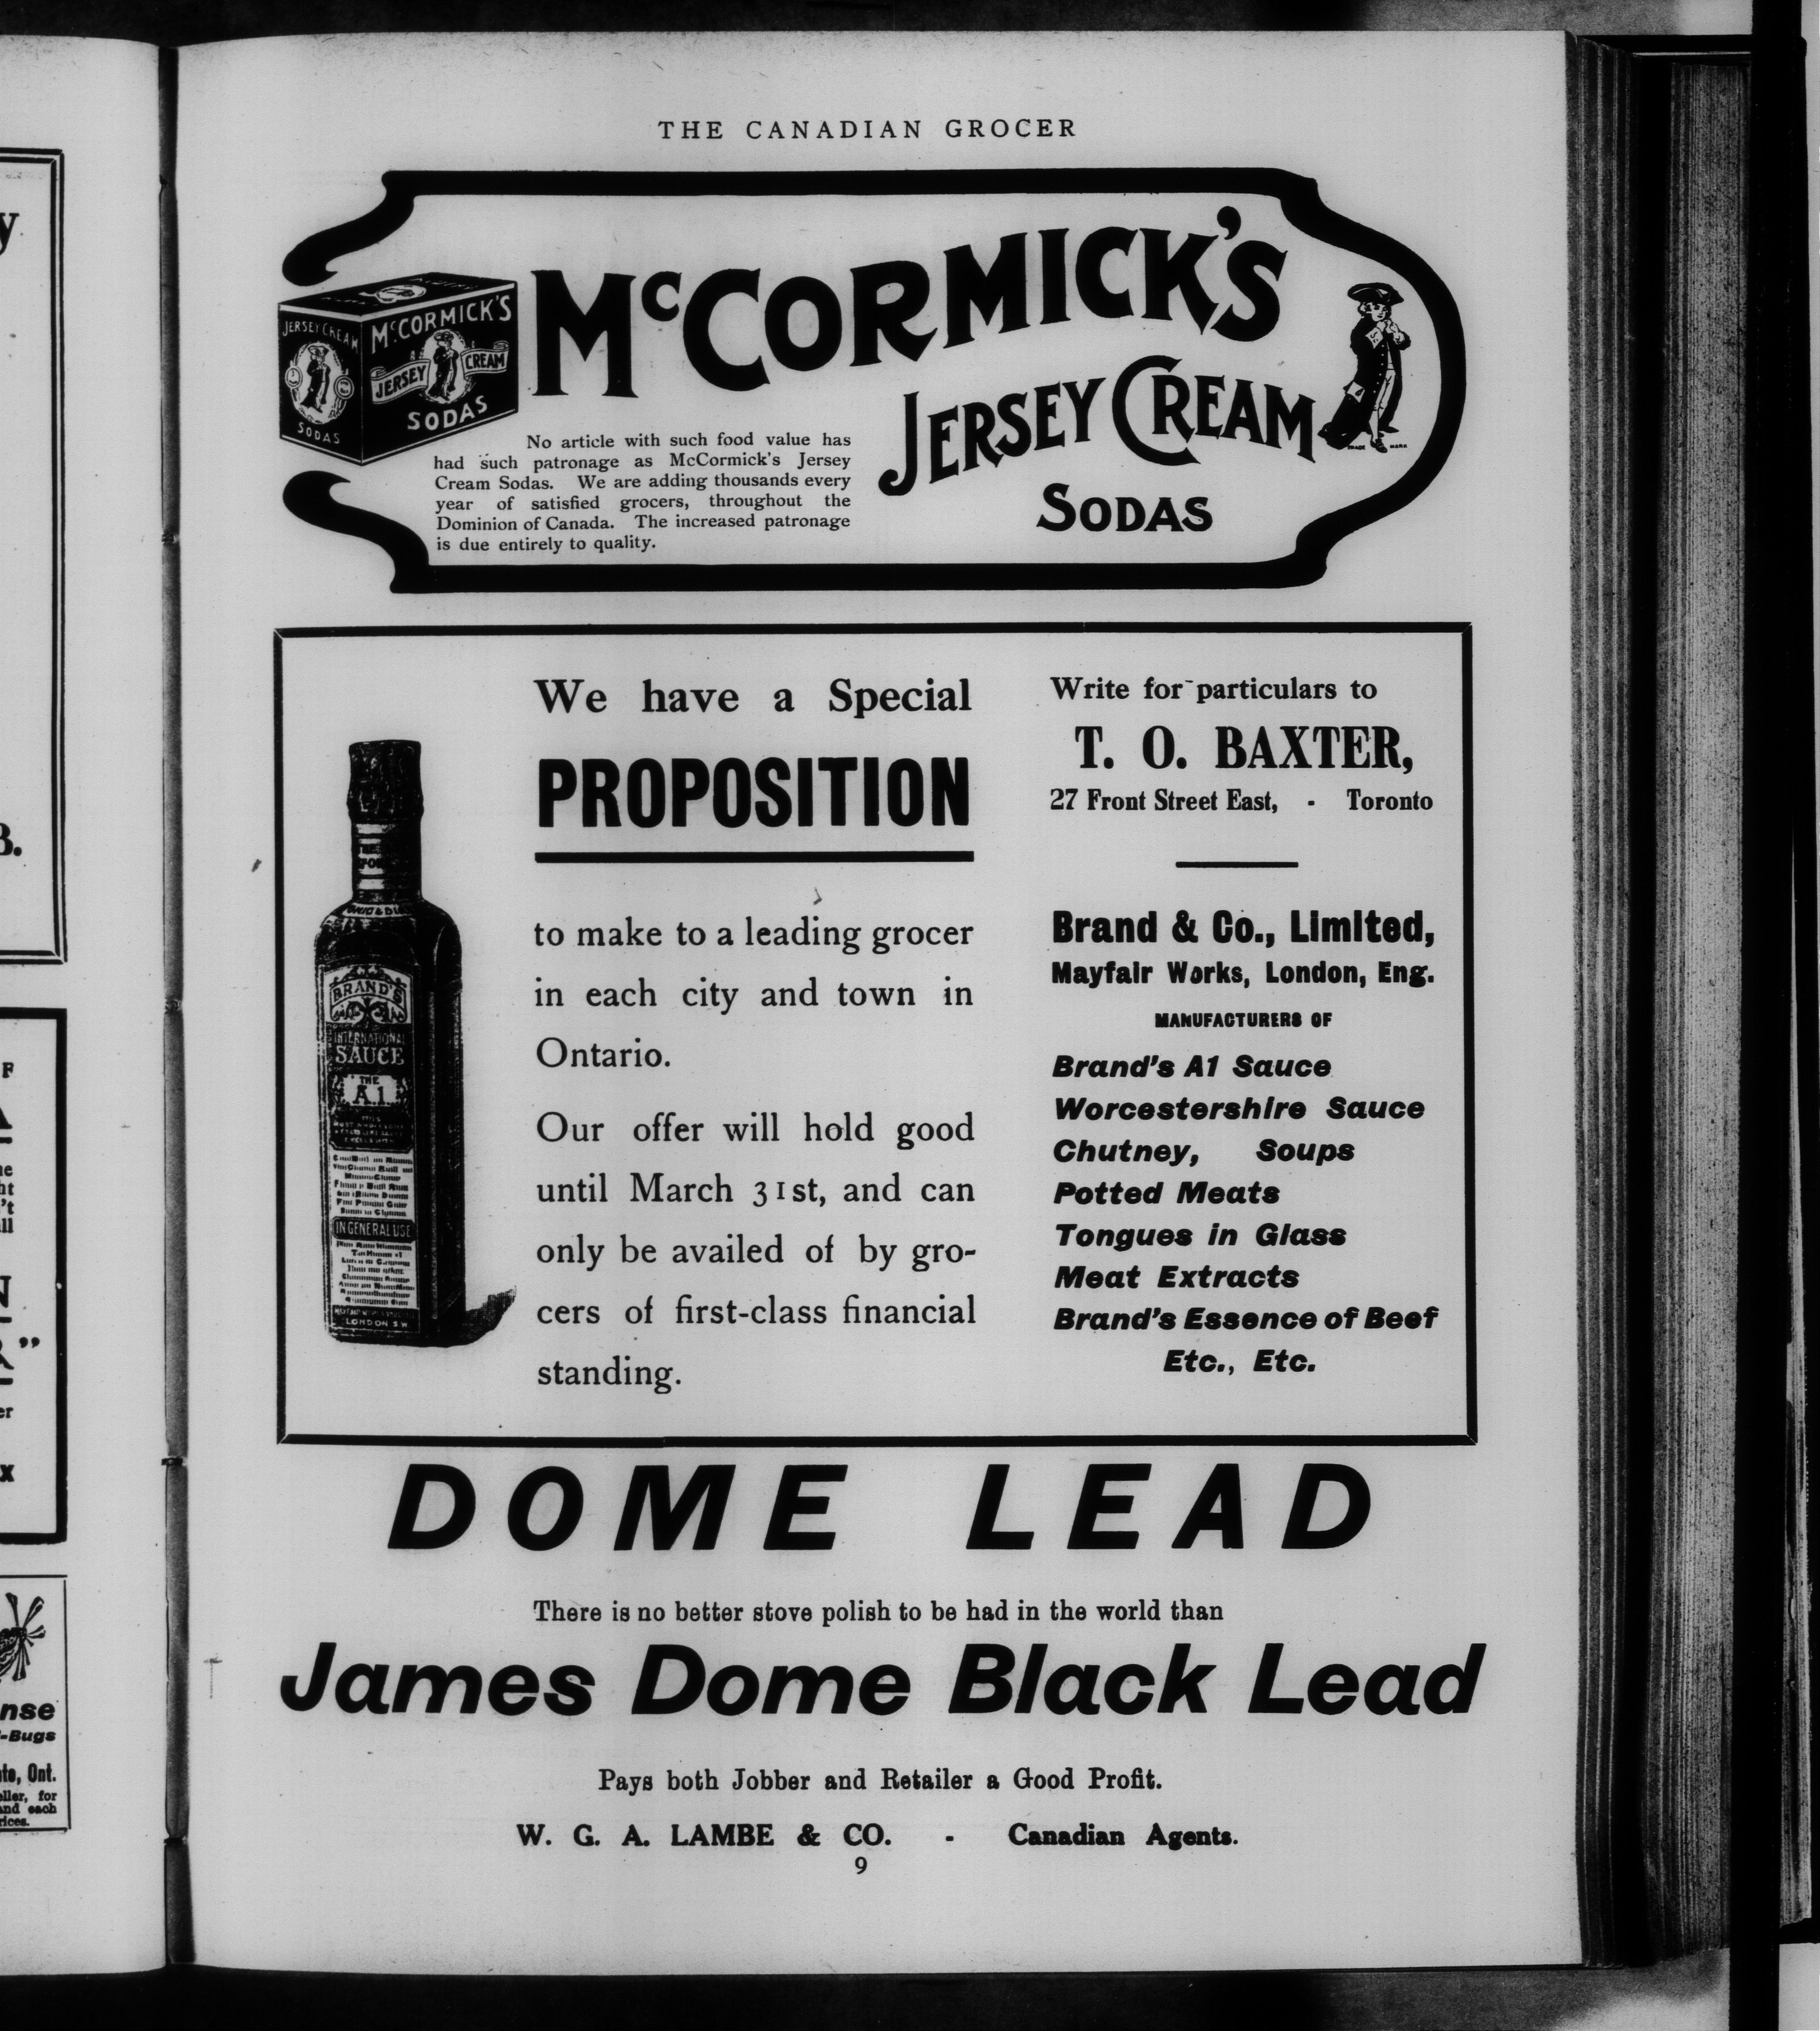 THE CANADIAN GROCER
McCORMICK'S
JERSEY CREAM
SODAS
JERSEY CREAM
SODAS
McCORMICK'S
JERSEY CREAM
SODAS
TRADE MARK
No article with such food value has
had such patronage as McCormick's Jersey
Cream Sodas. We are adding thousands every
year of satisfied grocers, throughout the
Dominion of Canada. The increased patronage
is due entirely to quality.
We have a Special
PROPOSITION
to make to a leading grocer
in each city and town in
Ontario.
Our offer will hold good
until March 31st, and can
only be availed of by gro-
cers of first-class financial
standing.
BRAND'S
INTERNATIONAL
SAUCE
THE
A.1
IN GENERAL USE
LONDON S.W
Write for particulars to
T. O. BAXTER,
27 Front Street East, - Toronto
Brand & Co., Limited,
Mayfair Works, London, Eng.
MANUFACTURERS OF
Brand's A1 Sauce
Worcestershire Sauce
Chutney, Soups
Potted Meats
Tongues in Glass
Meat Extracts
Brand's Essence of Beef
Etc., Etc.
DOME LEAD
There is no better stove polish to be had in the world than
James Dome Black Lead
Pays both Jobber and Retailer a Good Profit.
W. G. A. LAMBE & CO. - Canadian Agents.
9